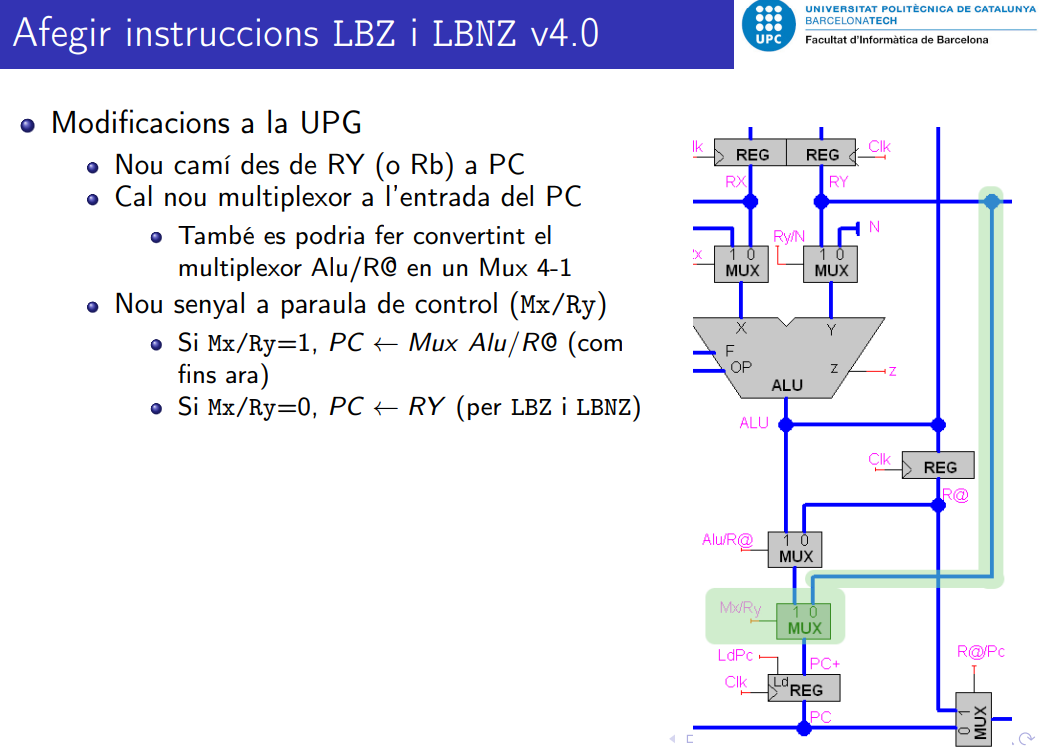 Afegir instruccions LBZ i LBNZ v4.0
UNIVERSITAT POLITÈCNICA DE CATALUNYA
BARCELONATECH
Facultat d'Informàtica de Barcelona
UPC
Modificacions a la UPG
Nou camí des de RY (o Rb) a PC
Cal nou multiplexor a l'entrada del PC
També es podria fer convertint el
multiplexor Alu/R@ en un Mux 4-1
Nou senyal a paraula de control (Mx/Ry)
Si Mx/Ry=1, PC ← Mux Alu/R@ (com
fins ara)
Si Mx/Ry=0, PC ← RY (per LBZ i LBNZ)
lk REG REG Clk
RX RY
Ry/N N
x 1 0 1 0
MUX MUX
X Y
F
OP Z z
ALU
ALU
Clk REG
R@
Alu/R@ 1 0
MUX
Mx/Ry 1 0
MUX
LdPc PC+
Clk Ld REG
PC
R@/Pc
0 1 MUX